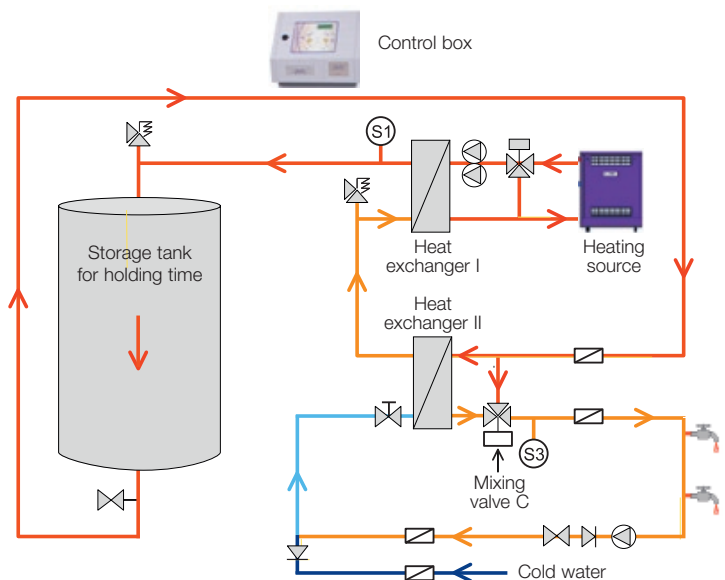 Control box
S1
Storage tank
for holding time
Heat
exchanger I
Heating
source
Heat
exchanger II
S3
Mixing
valve C
Cold water